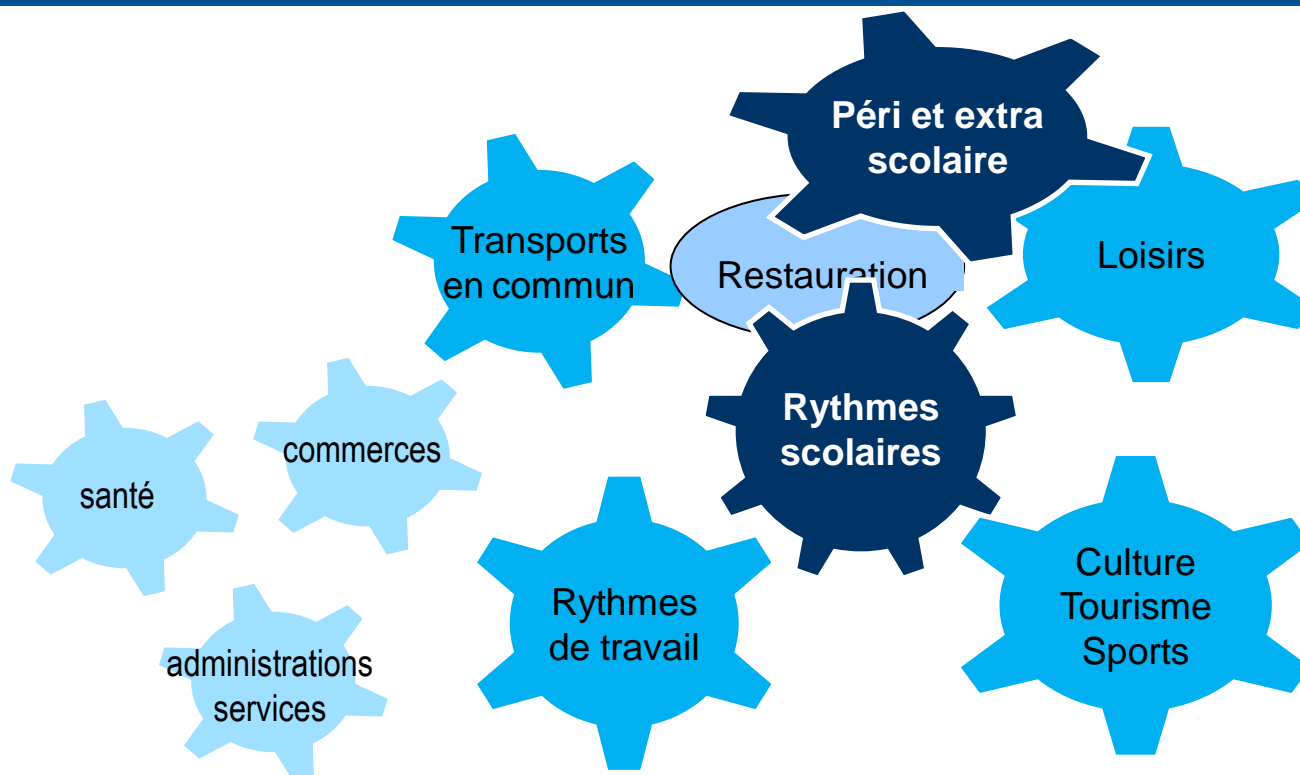 Péri et extra
scolaire
Transports
en commun
Restauration
Loisirs
Rythmes
scolaires
commerces
santé
Rythmes
de travail
Culture
Tourisme
Sports
administrations
services